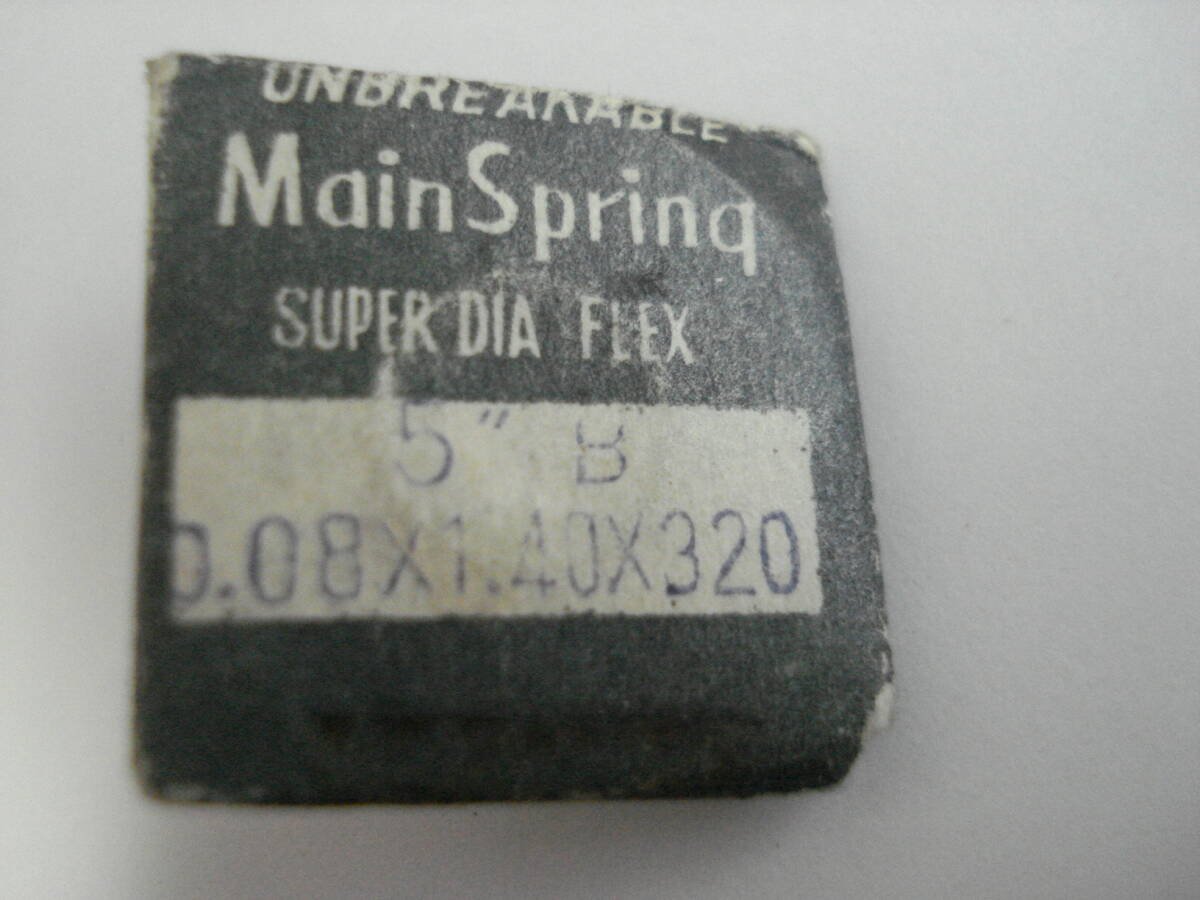 UNBREAKABLE
MainSpring
SUPER DIA FLEX
5" B
0.08X1.40X320